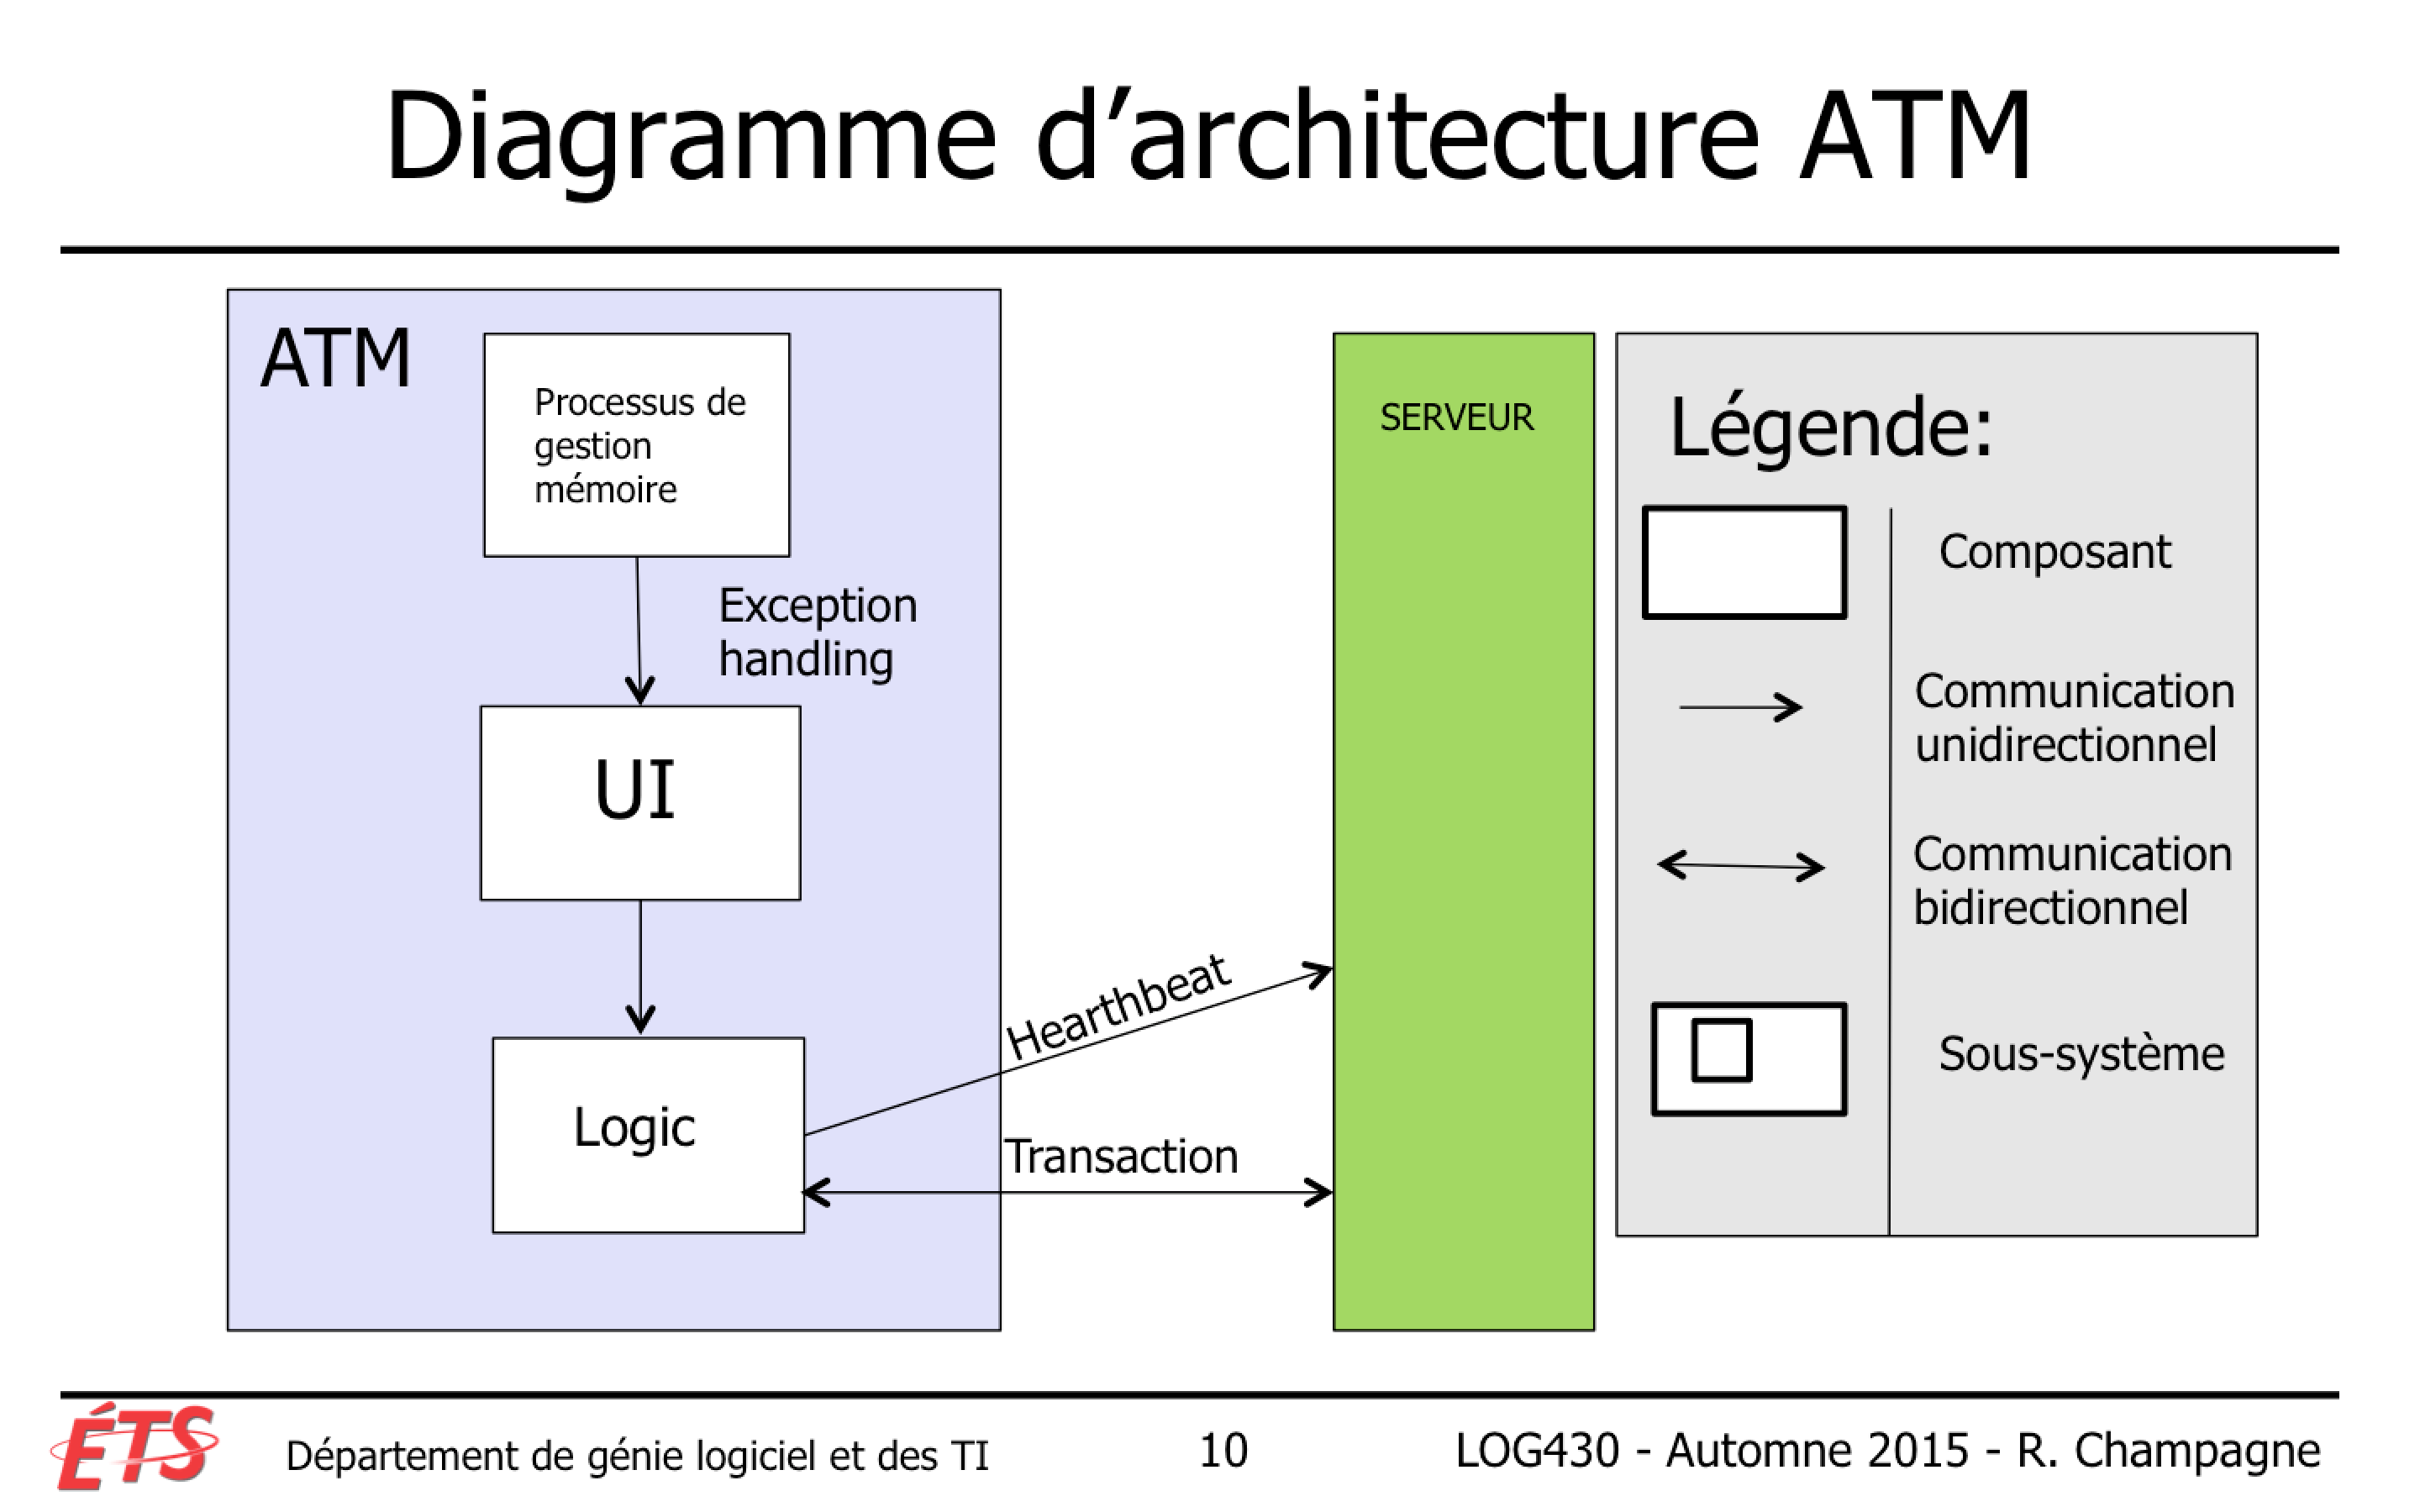 Diagramme d’architecture ATM
ATM
Processus de
gestion
mémoire
Exception
handling
UI
Logic
Hearthbeat
Transaction
SERVEUR
Légende:
Composant
Communication
unidirectionnel
Communication
bidirectionnel
Sous-système
ÉTS
Département de génie logiciel et des TI
10
LOG430 - Automne 2015 - R. Champagne